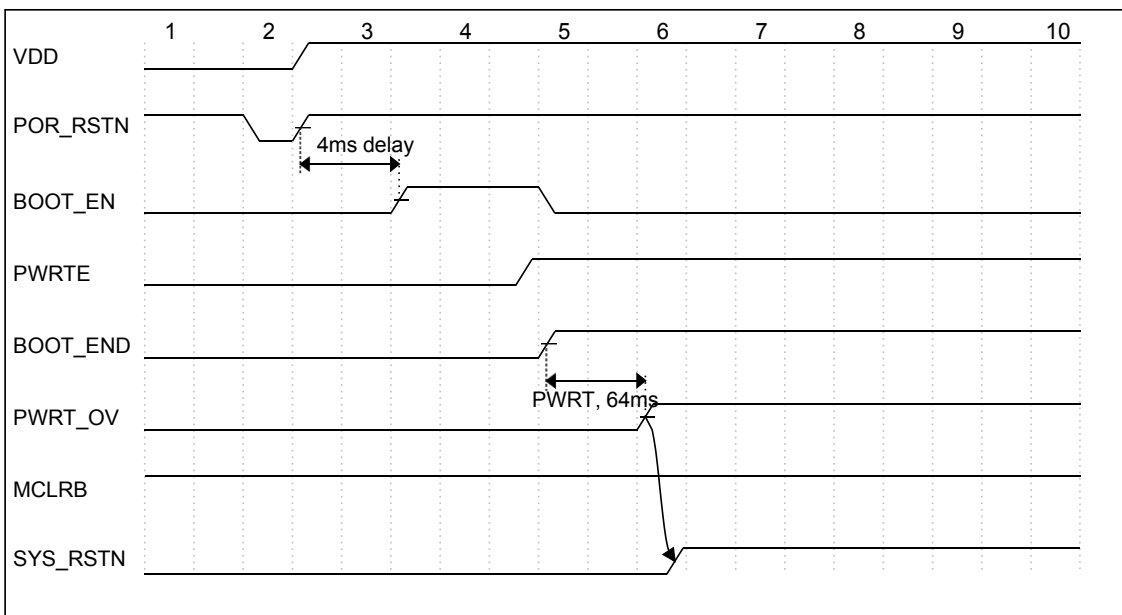 1 2 3 4 5 6 7 8 9 10
VDD
POR_RSTN
4ms delay
BOOT_EN
PWRTE
BOOT_END
PWRT, 64ms
PWRT_OV
MCLRB
SYS_RSTN